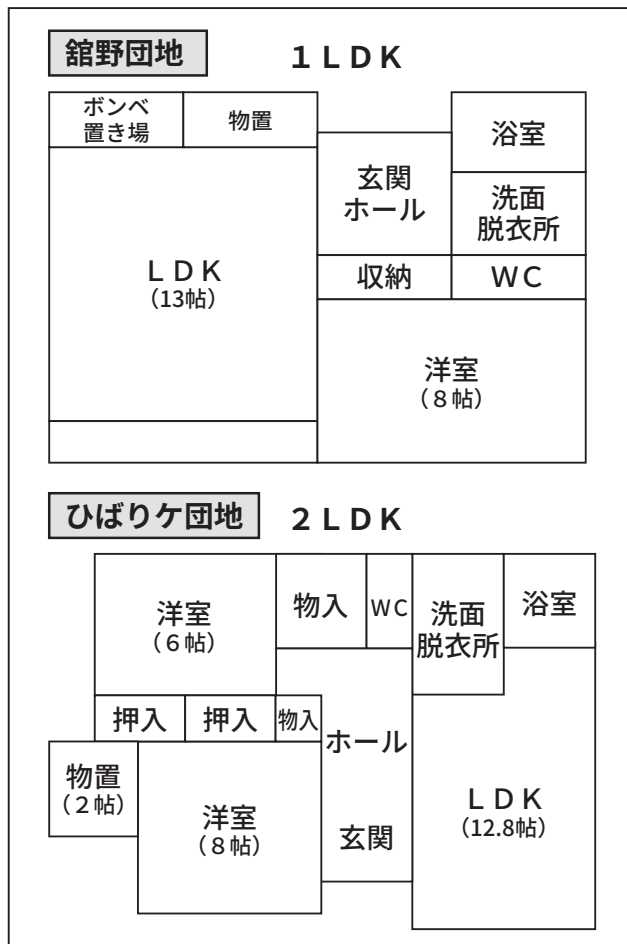 舘野団地
１ＬＤＫ
ボンベ
置き場
物置
浴室
玄関
ホール
洗面
脱衣所
ＬＤＫ
（13帖）
収納
ＷＣ
洋室
（８帖）
ひばりケ団地
２ＬＤＫ
洋室
（６帖）
物入
ＷＣ
洗面
脱衣所
浴室
押入
押入
物入
ホール
物置
（２帖）
洋室
（８帖）
玄関
ＬＤＫ
（12.8帖）